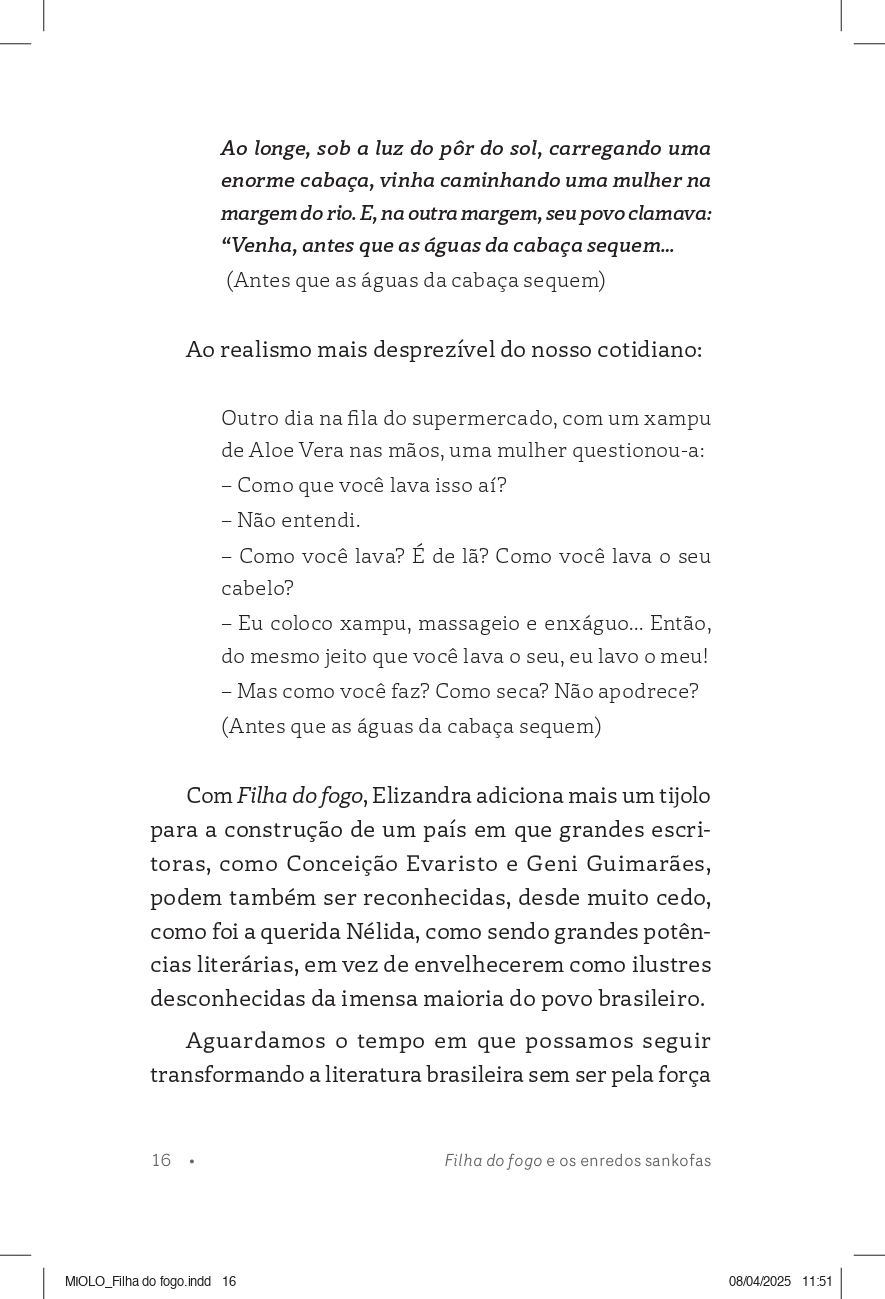 Ao longe, sob a luz do pôr do sol, carregando uma
enorme cabaça, vinha caminhando uma mulher na
margem do rio. E, na outra margem, seu povo clamava:
“Venha, antes que as águas da cabaça sequem...
(Antes que as águas da cabaça sequem)
Ao realismo mais desprezível do nosso cotidiano:
Outro dia na fila do supermercado, com um xampu
de Aloe Vera nas mãos, uma mulher questionou-a:
– Como que você lava isso aí?
– Não entendi.
– Como você lava? É de lã? Como você lava o seu
cabelo?
– Eu coloco xampu, massageio e enxáguo... Então,
do mesmo jeito que você lava o seu, eu lavo o meu!
– Mas como você faz? Como seca? Não apodrece?
(Antes que as águas da cabaça sequem)
Com Filha do fogo, Elizandra adiciona mais um tijolo
para a construção de um país em que grandes escri-
toras, como Conceição Evaristo e Geni Guimarães,
podem também ser reconhecidas, desde muito cedo,
como foi a querida Nélida, como sendo grandes potên-
cias literárias, em vez de envelhecerem como ilustres
desconhecidas da imensa maioria do povo brasileiro.
Aguardamos o tempo em que possamos seguir
transformando a literatura brasileira sem ser pela força
16 • Filha do fogo e os enredos sankofas
MIOLO_Filha do fogo.indd 16 08/04/2025 11:51